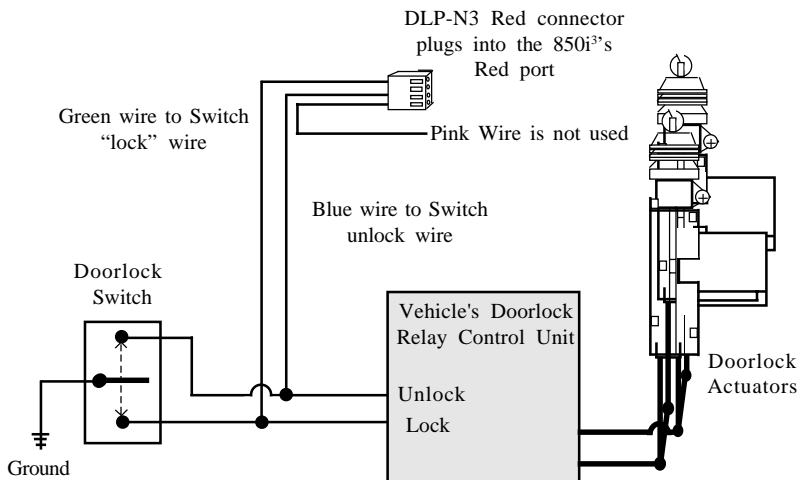 DLP-N3 Red connector
plugs into the 850i³'s
Red port
Green wire to Switch
“lock” wire
Pink Wire is not used
Blue wire to Switch
unlock wire
Doorlock
Switch
Vehicle's Doorlock
Relay Control Unit
Unlock
Lock
Doorlock
Actuators
Ground